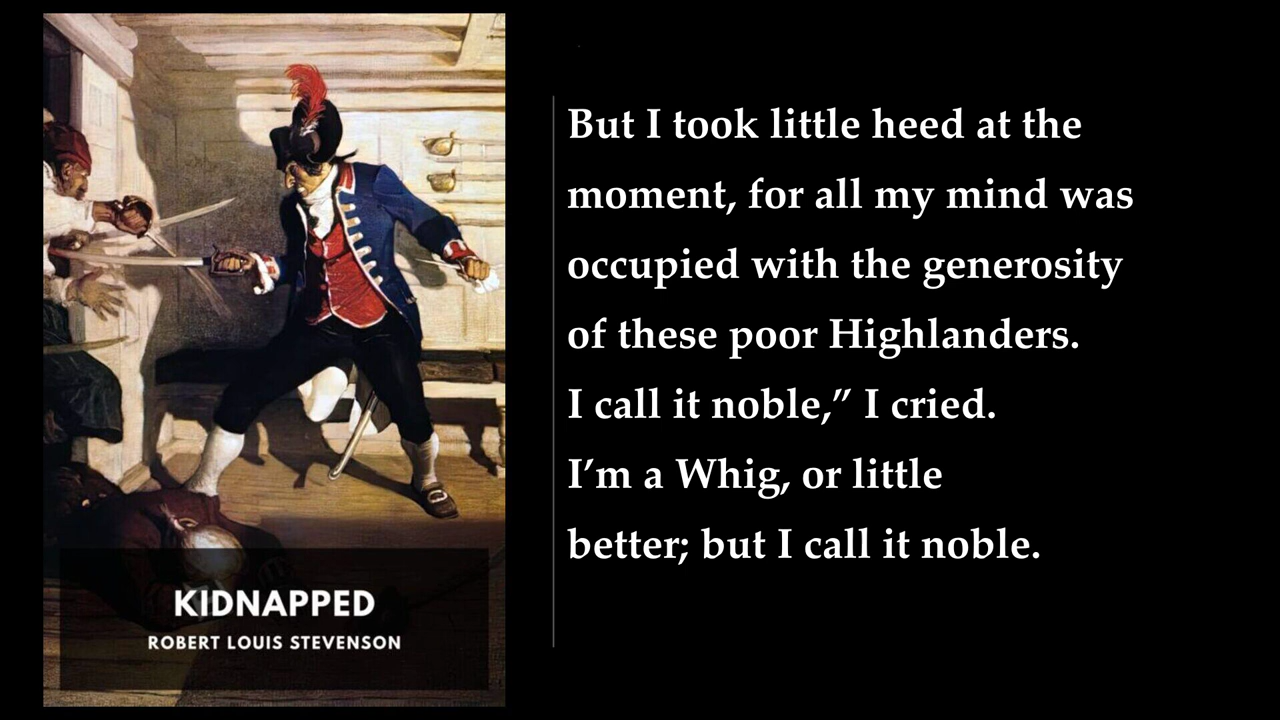 KIDNAPPED
ROBERT LOUIS STEVENSON
But I took little heed at the
moment, for all my mind was
occupied with the generosity
of these poor Highlanders.
I call it noble,” I cried.
I’m a Whig, or little
better; but I call it noble.